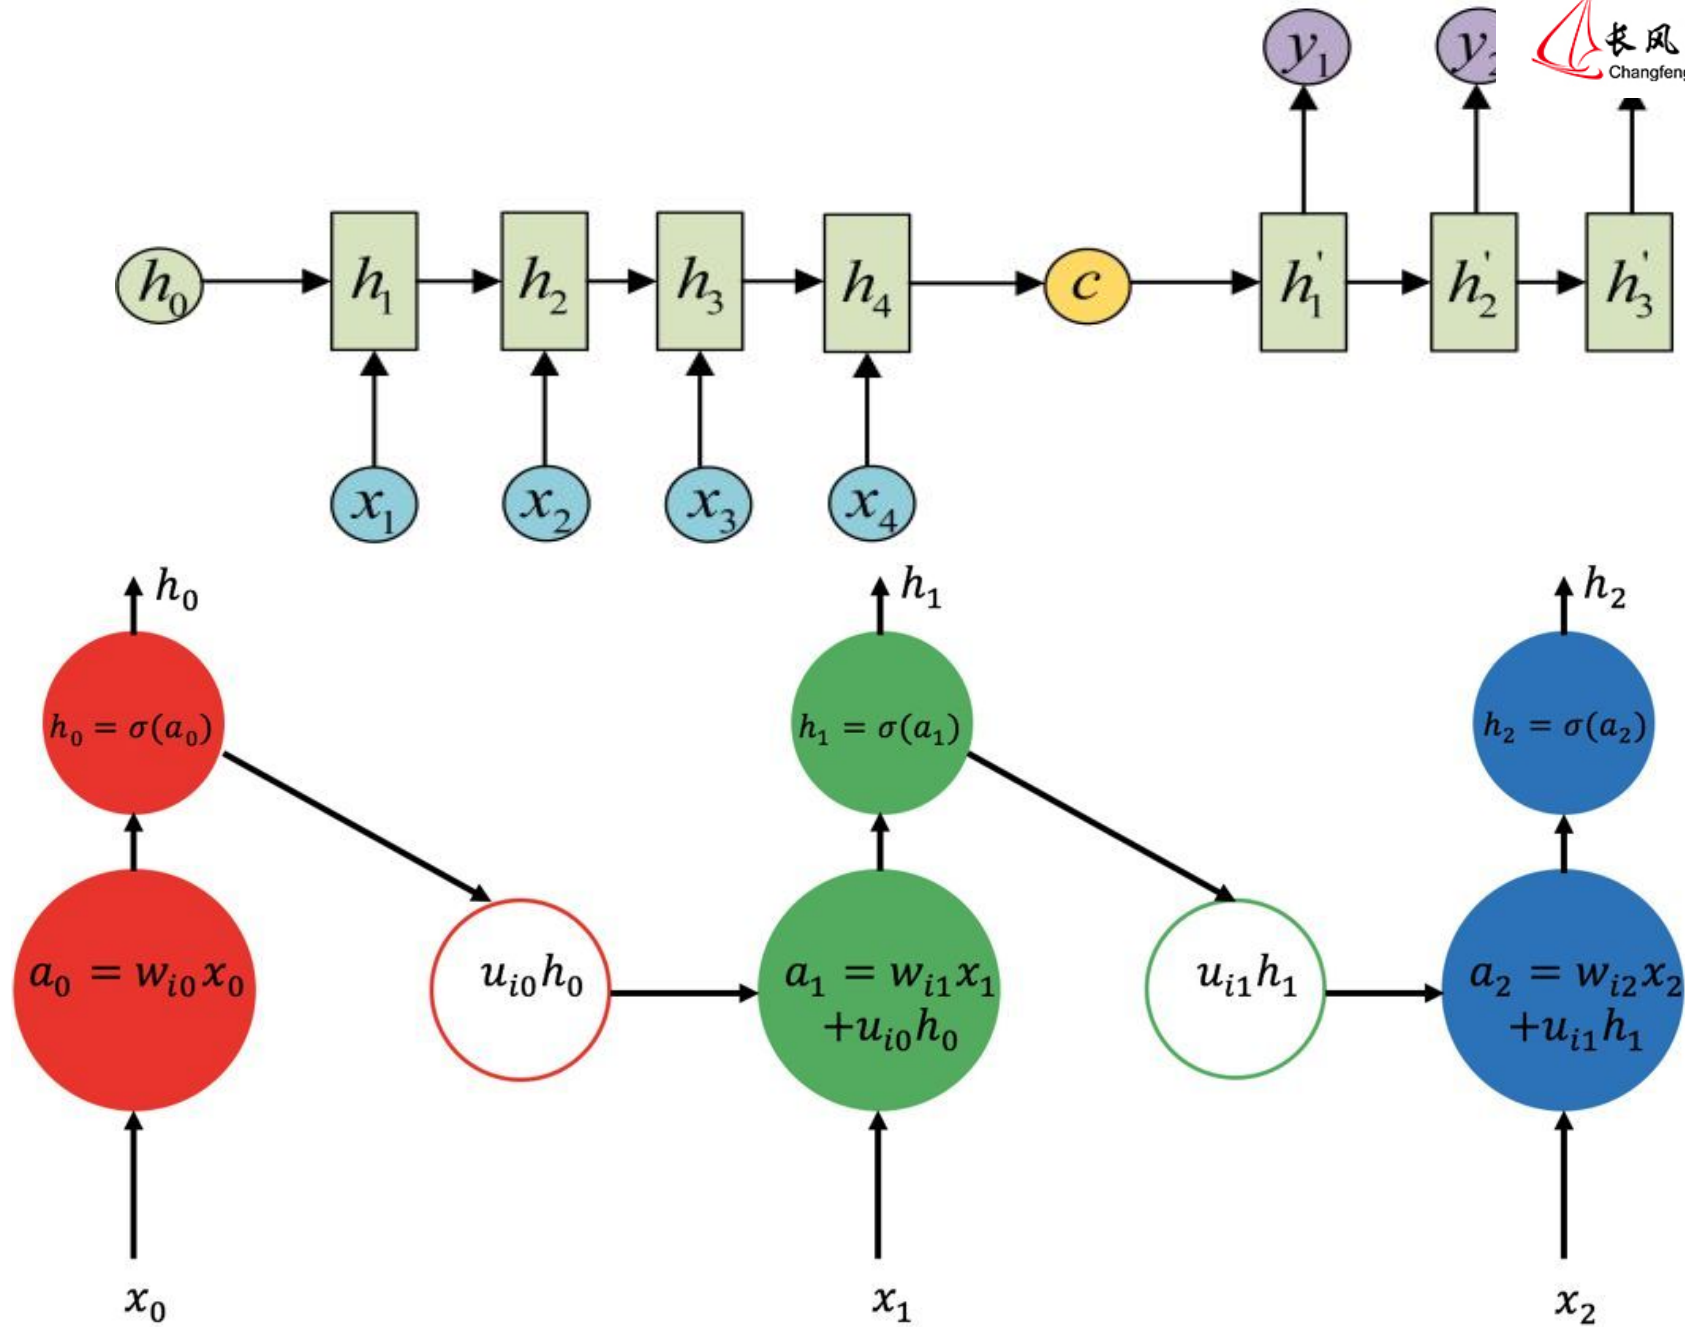 y₁
y₂
长风
Changfeng
h₀
h₁
h₂
h₃
h₄
c
h₁'
h₂'
h₃'
x₁
x₂
x₃
x₄
h₀
h₁
h₂
h₀ = σ(a₀)
h₁ = σ(a₁)
h₂ = σ(a₂)
a₀ = wᵢ₀x₀
uᵢ₀h₀
a₁ = wᵢ₁x₁
+uᵢ₀h₀
uᵢ₁h₁
a₂ = wᵢ₂x₂
+uᵢ₁h₁
x₀
x₁
x₂